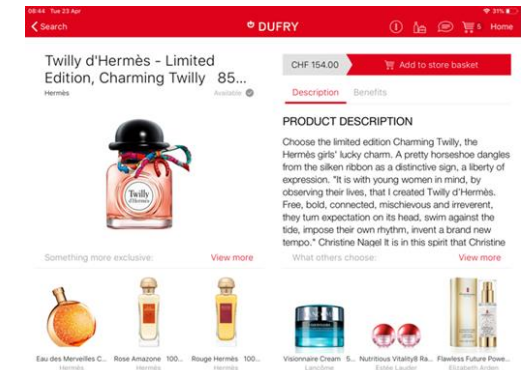 08:44 Tue 23 Apr
31%
Search
DUFRY
5
Home
Twilly d'Hermès - Limited
Edition, Charming Twilly 85...
Hermès
Available
Twilly
d'Hermès
Something more exclusive:
View more
Eau des Merveilles C...
Hermès
Rose Amazone 100...
Hermès
Rouge Hermès 100...
Hermès
CHF 154.00
Add to store basket
Description
Benefits
PRODUCT DESCRIPTION
Choose the limited edition Charming Twilly, the
Hermès girls' lucky charm. A pretty horseshoe dangles
from the silken ribbon as a distinctive sign, a liberty of
expression. "It is with young women in mind, by
observing their lives, that I created Twilly d'Hermès.
Free, bold, connected, mischievous and irreverent,
they turn expectation on its head, swim against the
tide, impose their own rhythm, invent a brand new
tempo." Christine Nagel It is in this spirit that Christine
What others choose:
View more
Visionnaire Cream 5...
Lancôme
Nutritious Vitality8 Ra...
Estée Lauder
Flawless Future Powe...
Elizabeth Arden